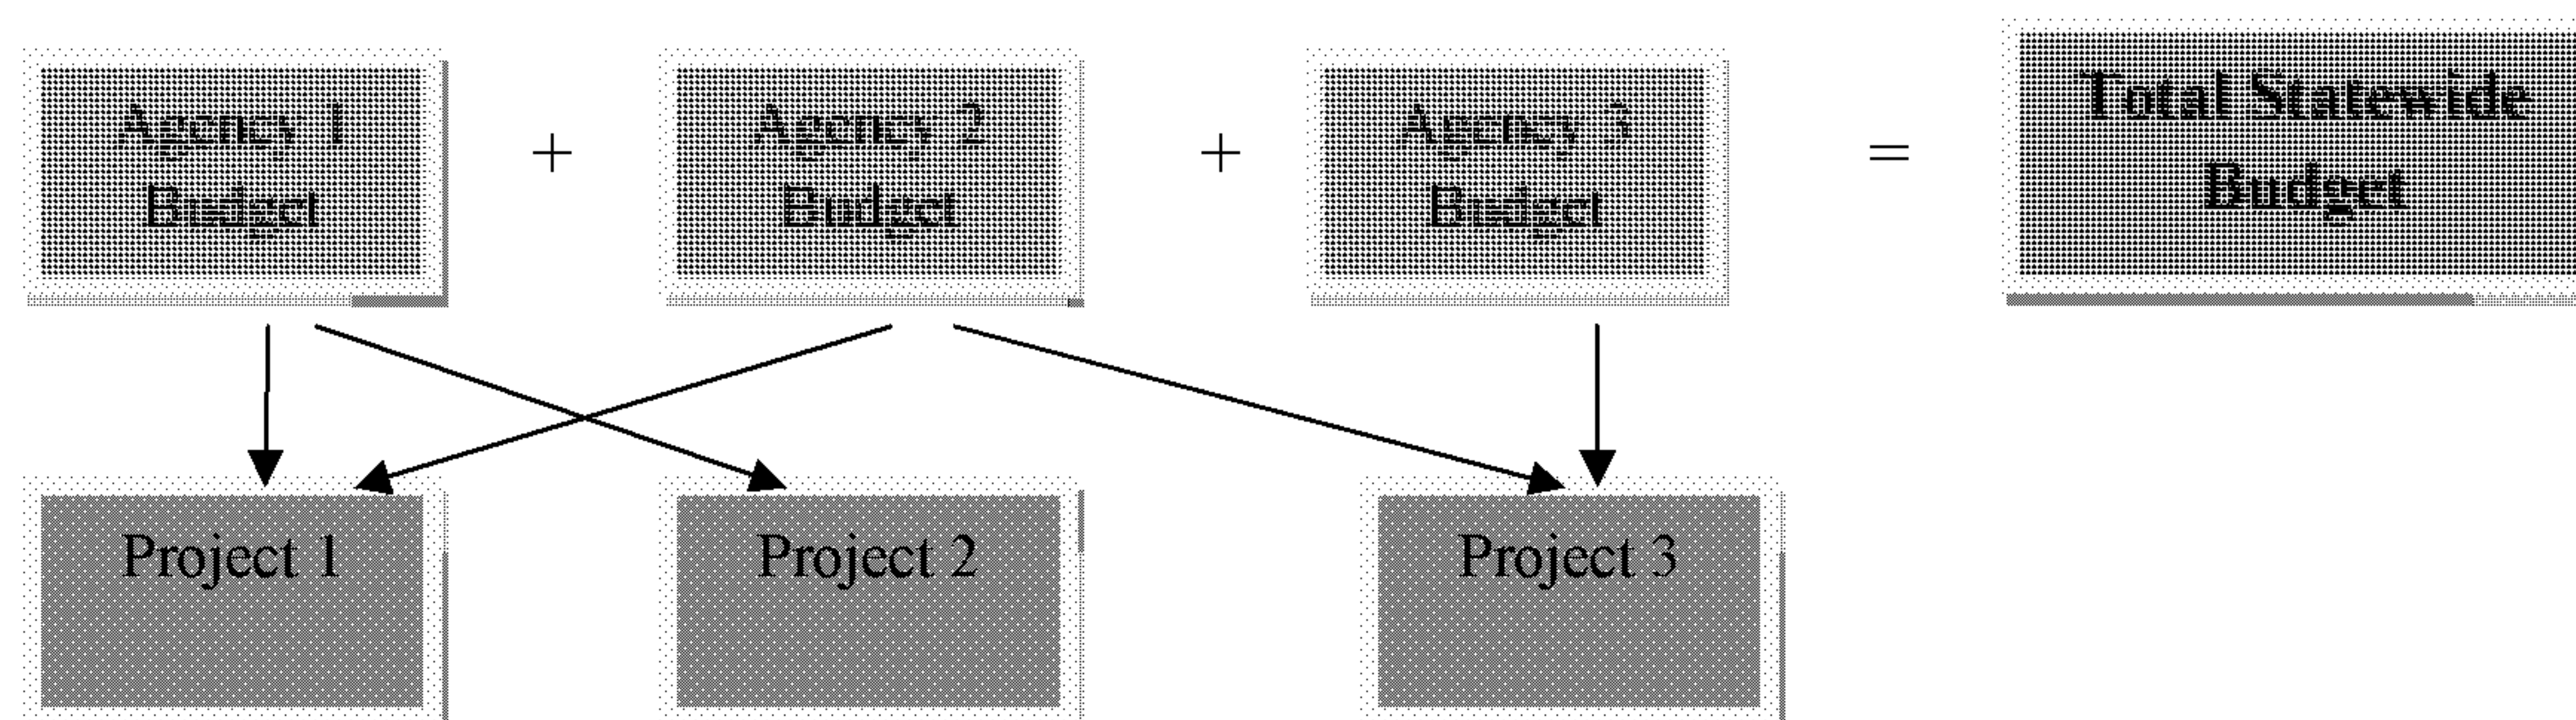 Agency 1
Budget
+
Agency 2
Budget
+
Agency 3
Budget
=
Total Statewide
Budget
Project 1
Project 2
Project 3